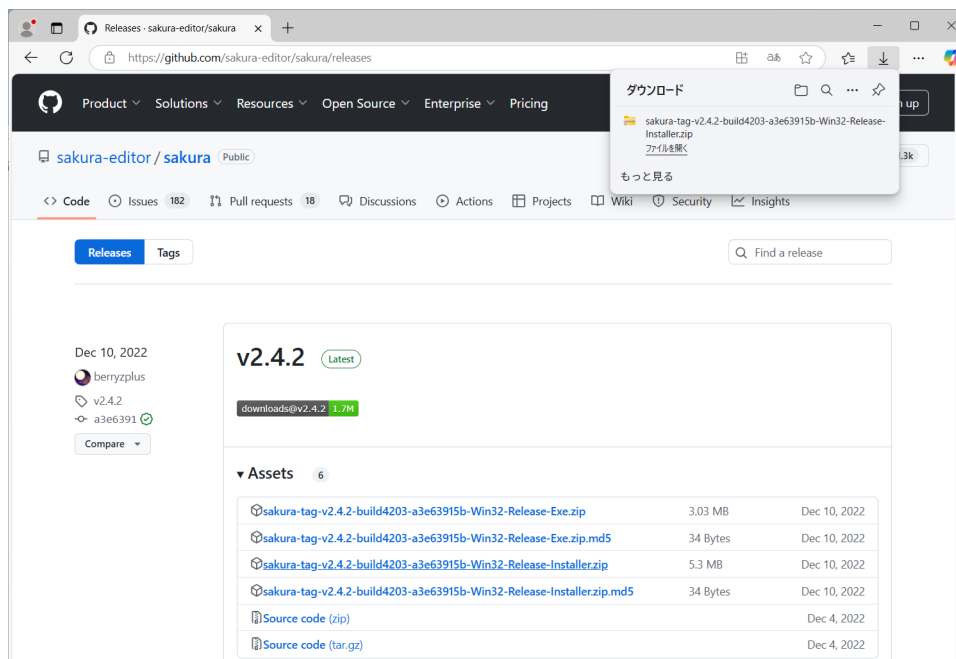 Releases · sakura-editor/sakura
https://github.com/sakura-editor/sakura/releases
Product Solutions Resources Open Source Enterprise Pricing
ダウンロード
sakura-tag-v2.4.2-build4203-a3e63915b-Win32-Release-
Installer.zip
ファイルを開く
もっと見る
up
sakura-editor / sakura Public
.3k
Code Issues 182 Pull requests 18 Discussions Actions Projects Wiki Security Insights
Releases Tags
Find a release
Dec 10, 2022
berryzplus
v2.4.2
a3e6391
Compare
v2.4.2 Latest
downloads@v2.4.2 1.7M
Assets 6
sakura-tag-v2.4.2-build4203-a3e63915b-Win32-Release-Exe.zip 3.03 MB Dec 10, 2022
sakura-tag-v2.4.2-build4203-a3e63915b-Win32-Release-Exe.zip.md5 34 Bytes Dec 10, 2022
sakura-tag-v2.4.2-build4203-a3e63915b-Win32-Release-Installer.zip 5.3 MB Dec 10, 2022
sakura-tag-v2.4.2-build4203-a3e63915b-Win32-Release-Installer.zip.md5 34 Bytes Dec 10, 2022
Source code (zip) Dec 4, 2022
Source code (tar.gz) Dec 4, 2022